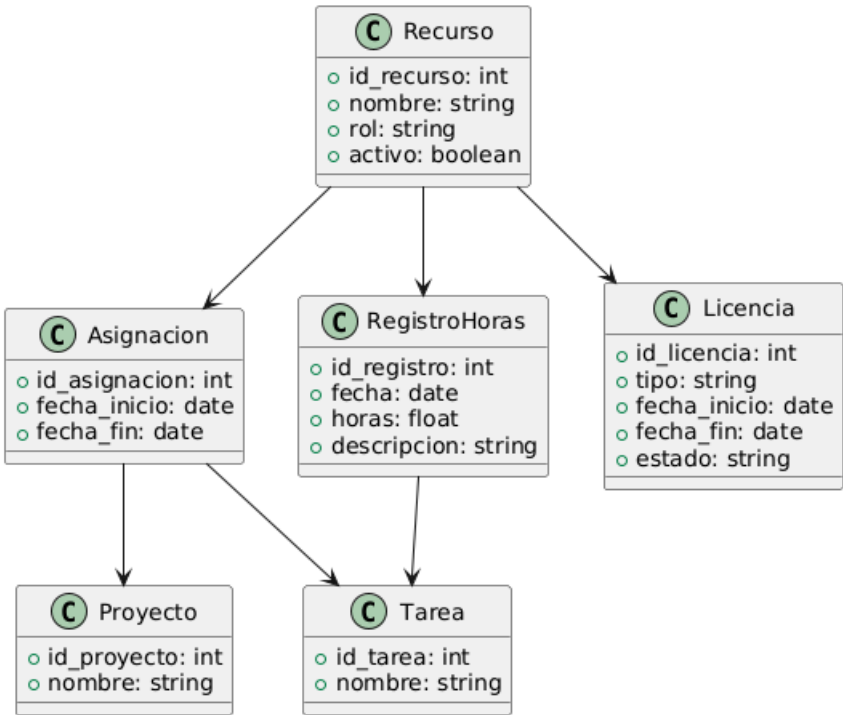 C Recurso
id_recurso: int
nombre: string
rol: string
activo: boolean
C Asignacion
id_asignacion: int
fecha_inicio: date
fecha_fin: date
C RegistroHoras
id_registro: int
fecha: date
horas: float
descripcion: string
C Licencia
id_licencia: int
tipo: string
fecha_inicio: date
fecha_fin: date
estado: string
C Proyecto
id_proyecto: int
nombre: string
C Tarea
id_tarea: int
nombre: string